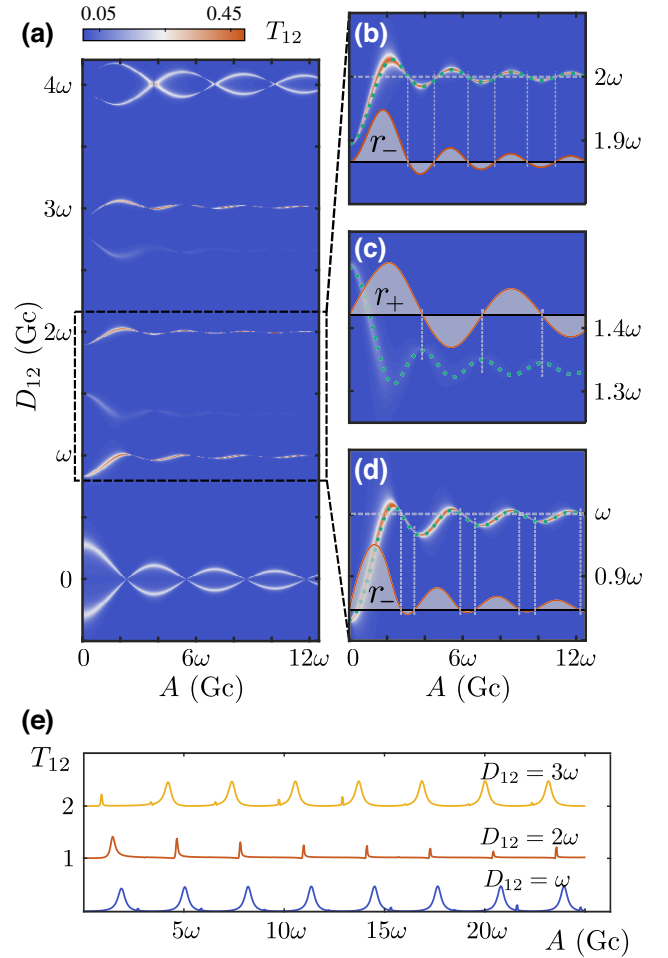 (a)
0.05 0.45 T₁₂
4ω
3ω
2ω
ω
0
D₁₂ (Gc)
0 6ω 12ω
A (Gc)
(b)
r₋
2ω
1.9ω
(c)
r₊
1.4ω
1.3ω
(d)
r₋
ω
0.9ω
0 6ω 12ω
A (Gc)
(e)
T₁₂
2
1
D₁₂ = 3ω
D₁₂ = 2ω
D₁₂ = ω
5ω 10ω 15ω 20ω
A (Gc)